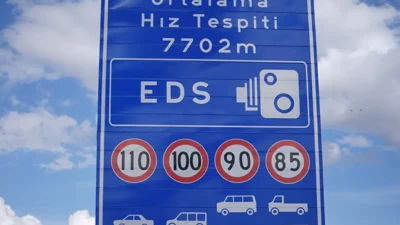 Ortalama
Hız Tespiti
7702m
EDS
110 100 90 85